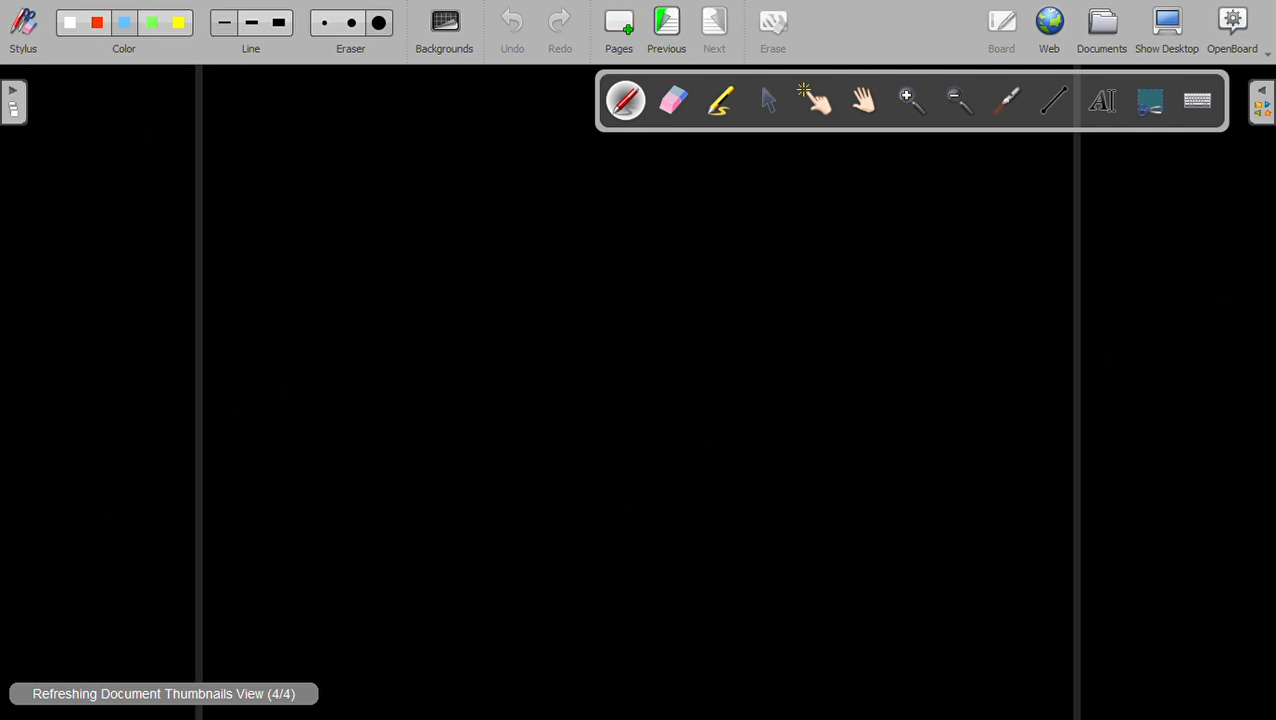 Stylus Color Line Eraser Backgrounds Undo Redo Pages Previous Next Erase Board Web Documents Show Desktop OpenBoard
AI
Refreshing Document Thumbnails View (4/4)